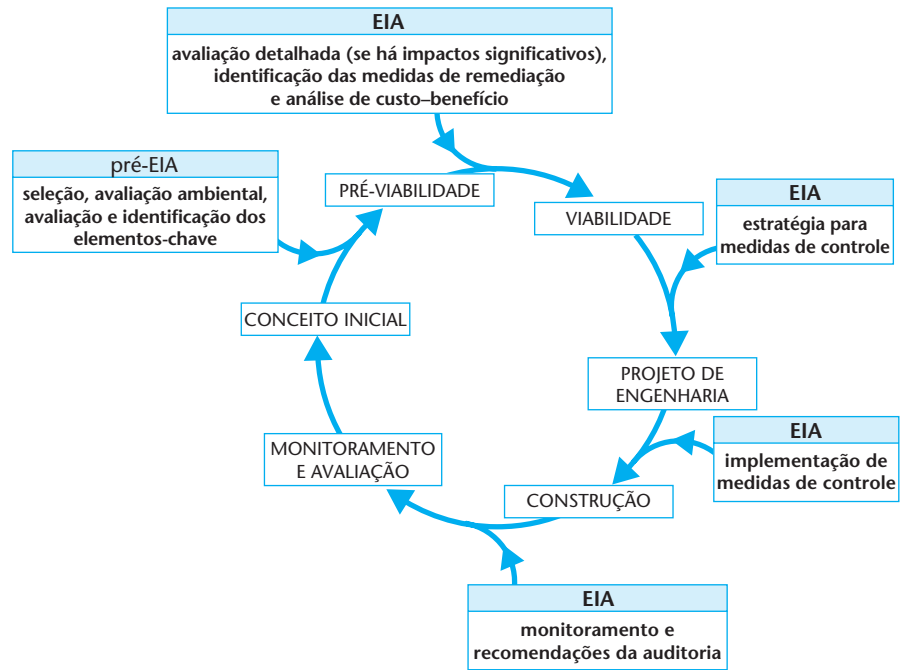 EIA
avaliação detalhada (se há impactos significativos),
identificação das medidas de remediação
e análise de custo–benefício
pré-EIA
seleção, avaliação ambiental,
avaliação e identificação dos
elementos-chave
PRÉ-VIABILIDADE
VIABILIDADE
EIA
estratégia para
medidas de controle
CONCEITO INICIAL
PROJETO DE
ENGENHARIA
EIA
implementação de
medidas de controle
MONITORAMENTO
E AVALIAÇÃO
CONSTRUÇÃO
EIA
monitoramento e
recomendações da auditoria